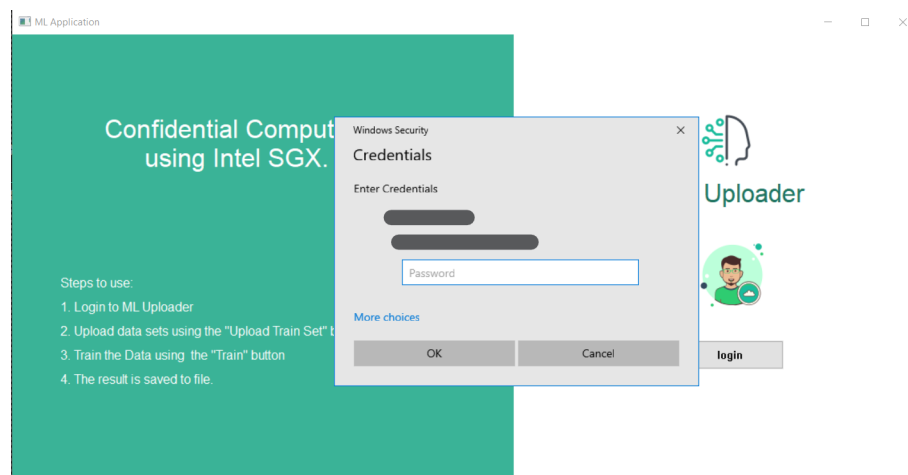 ML Application
Confidential Comput
using Intel SGX.
Steps to use:
1. Login to ML Uploader
2. Upload data sets using the "Upload Train Set"
3. Train the Data using the "Train" button
4. The result is saved to file.
Windows Security
Credentials
Enter Credentials
Password
More choices
OK
Cancel
Uploader
login